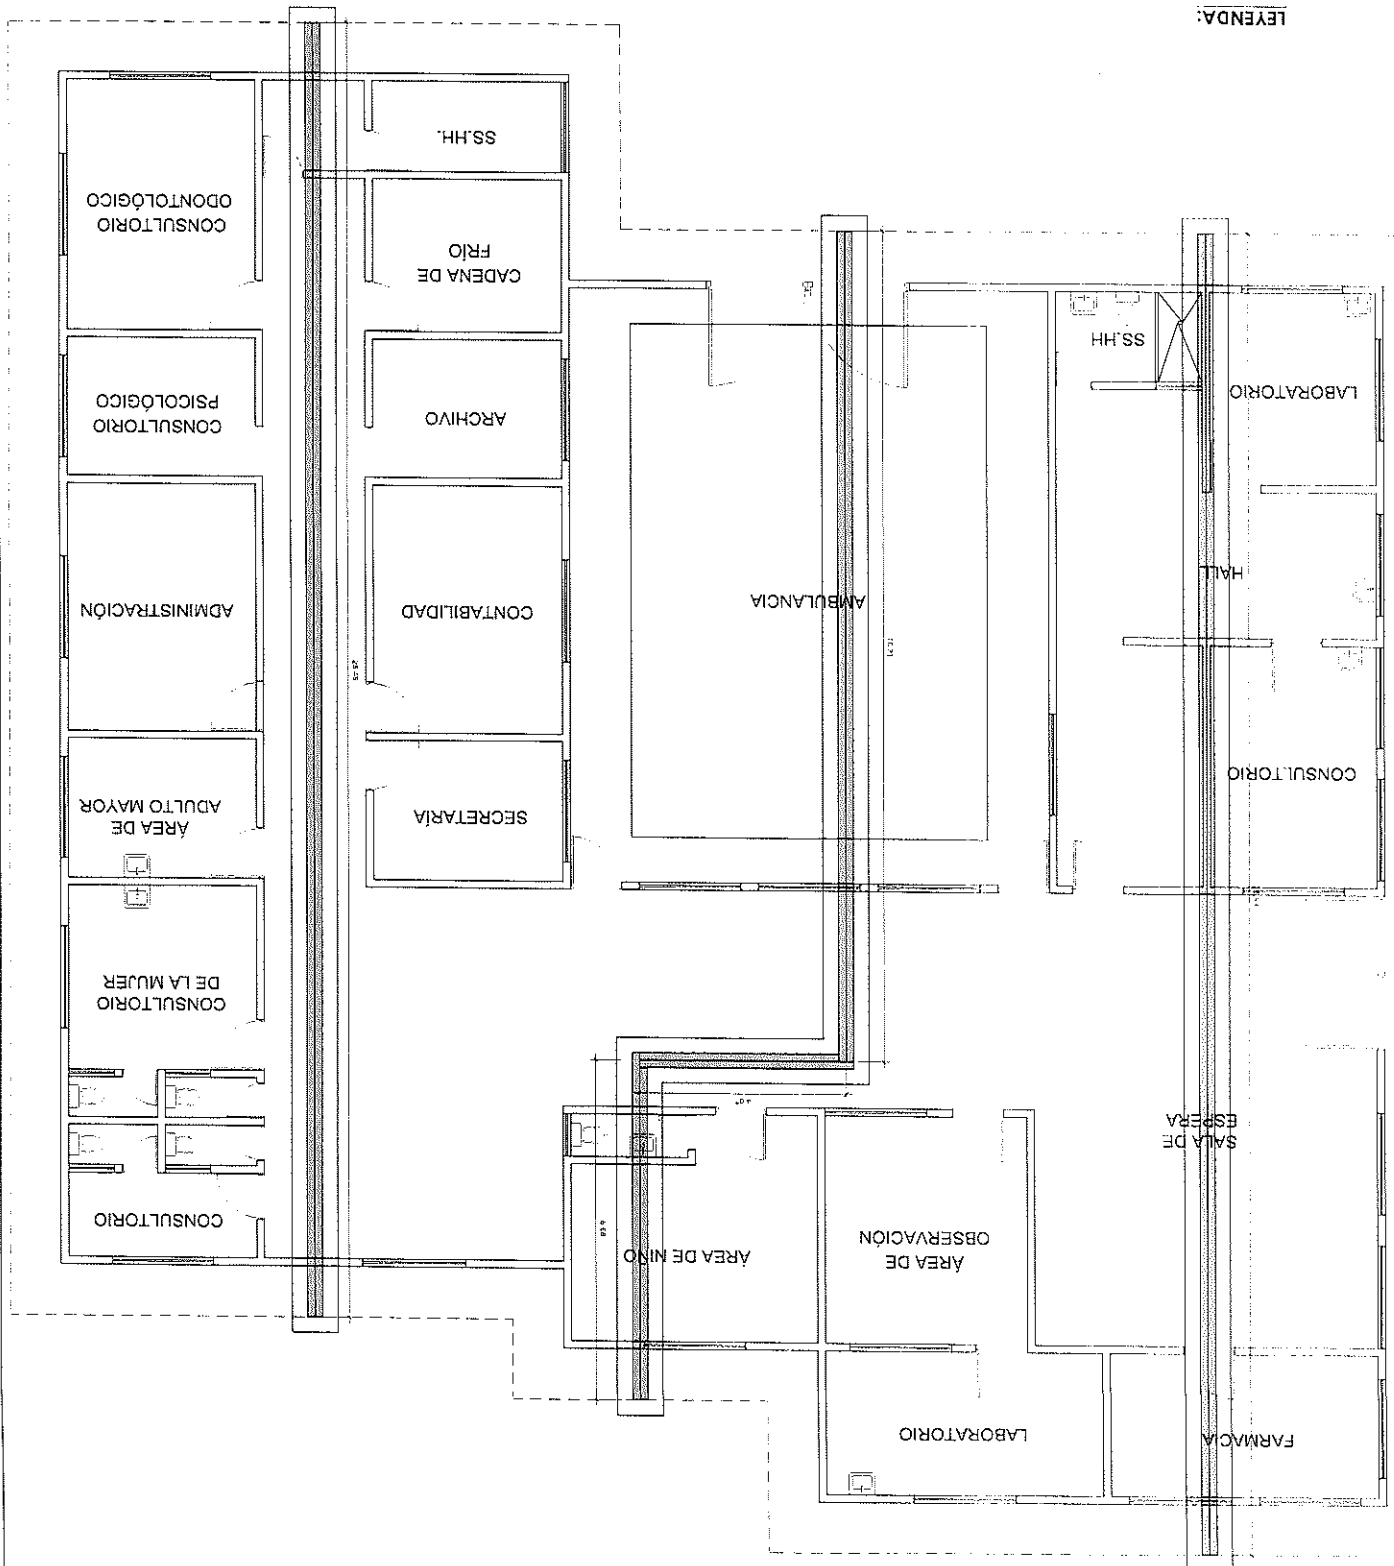 FARMACIA
LABORATORIO
SALA DE
ESPERA
ÁREA DE
OBSERVACIÓN
ÁREA DE NIÑO
CONSULTORIO
CONSULTORIO
DE LA MUJER
ÁREA DE
ADULTO MAYOR
SECRETARÍA
CONSULTORIO
HALL
AMBULANCIA
CONTABILIDAD
ADMINISTRACIÓN
LABORATORIO
SS.HH
ARCHIVO
CONSULTORIO
PSICOLÓGICO
CADENA DE
FRÍO
CONSULTORIO
ODONTOLÓGICO
SS.HH.
LEYENDA: